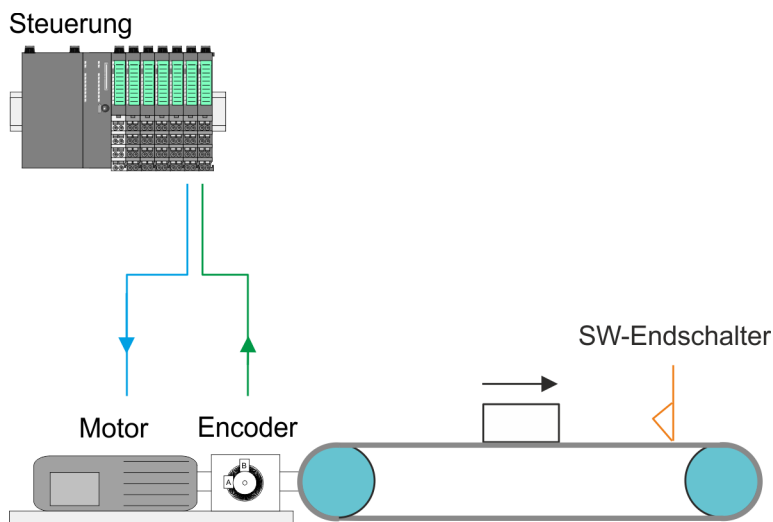 Steuerung
SW-Endschalter
Motor
Encoder
B
A